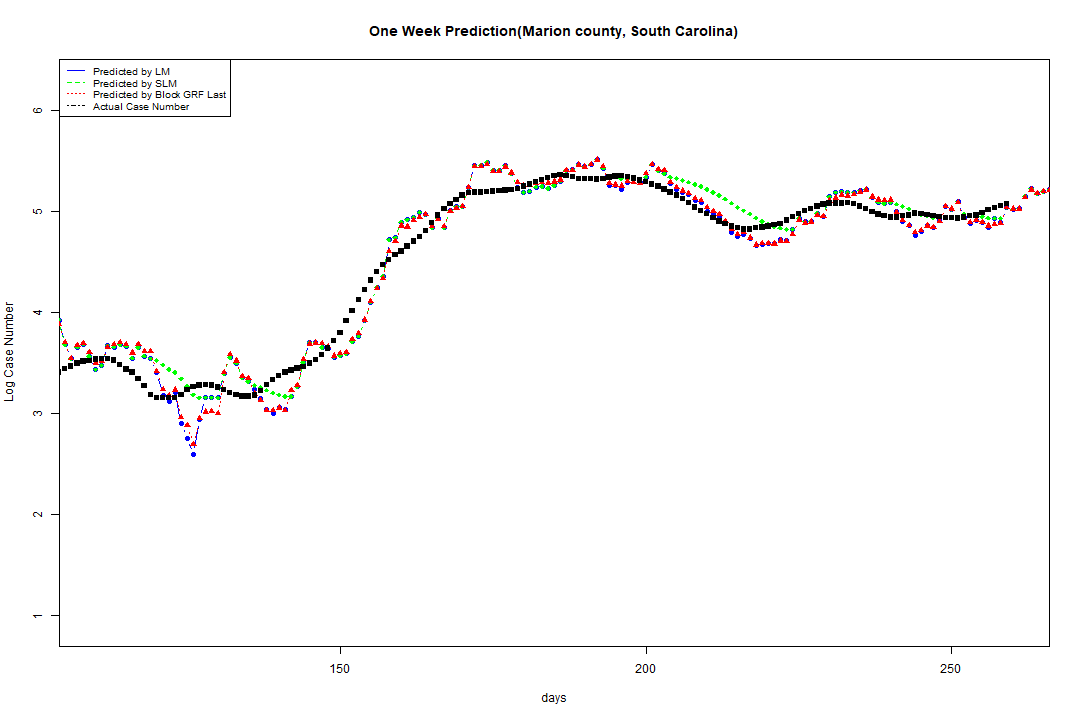 One Week Prediction(Marion county, South Carolina)
Predicted by LM
Predicted by SLM
Predicted by Block GRF Last
Actual Case Number
6
5
4
3
2
1
Log Case Number
150 200 250
days